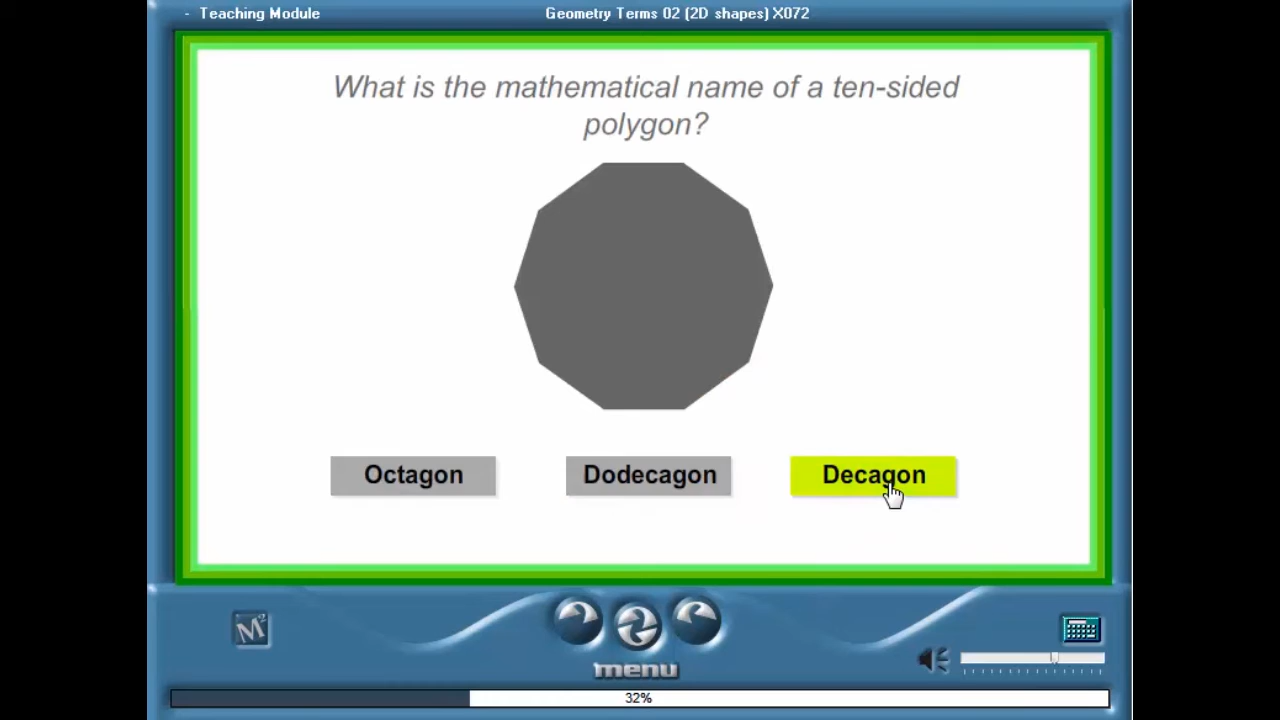 - Teaching Module
Geometry Terms 02 (2D shapes) X072
What is the mathematical name of a ten-sided
polygon?
Octagon
Dodecagon
Decagon
M²
menu
32%